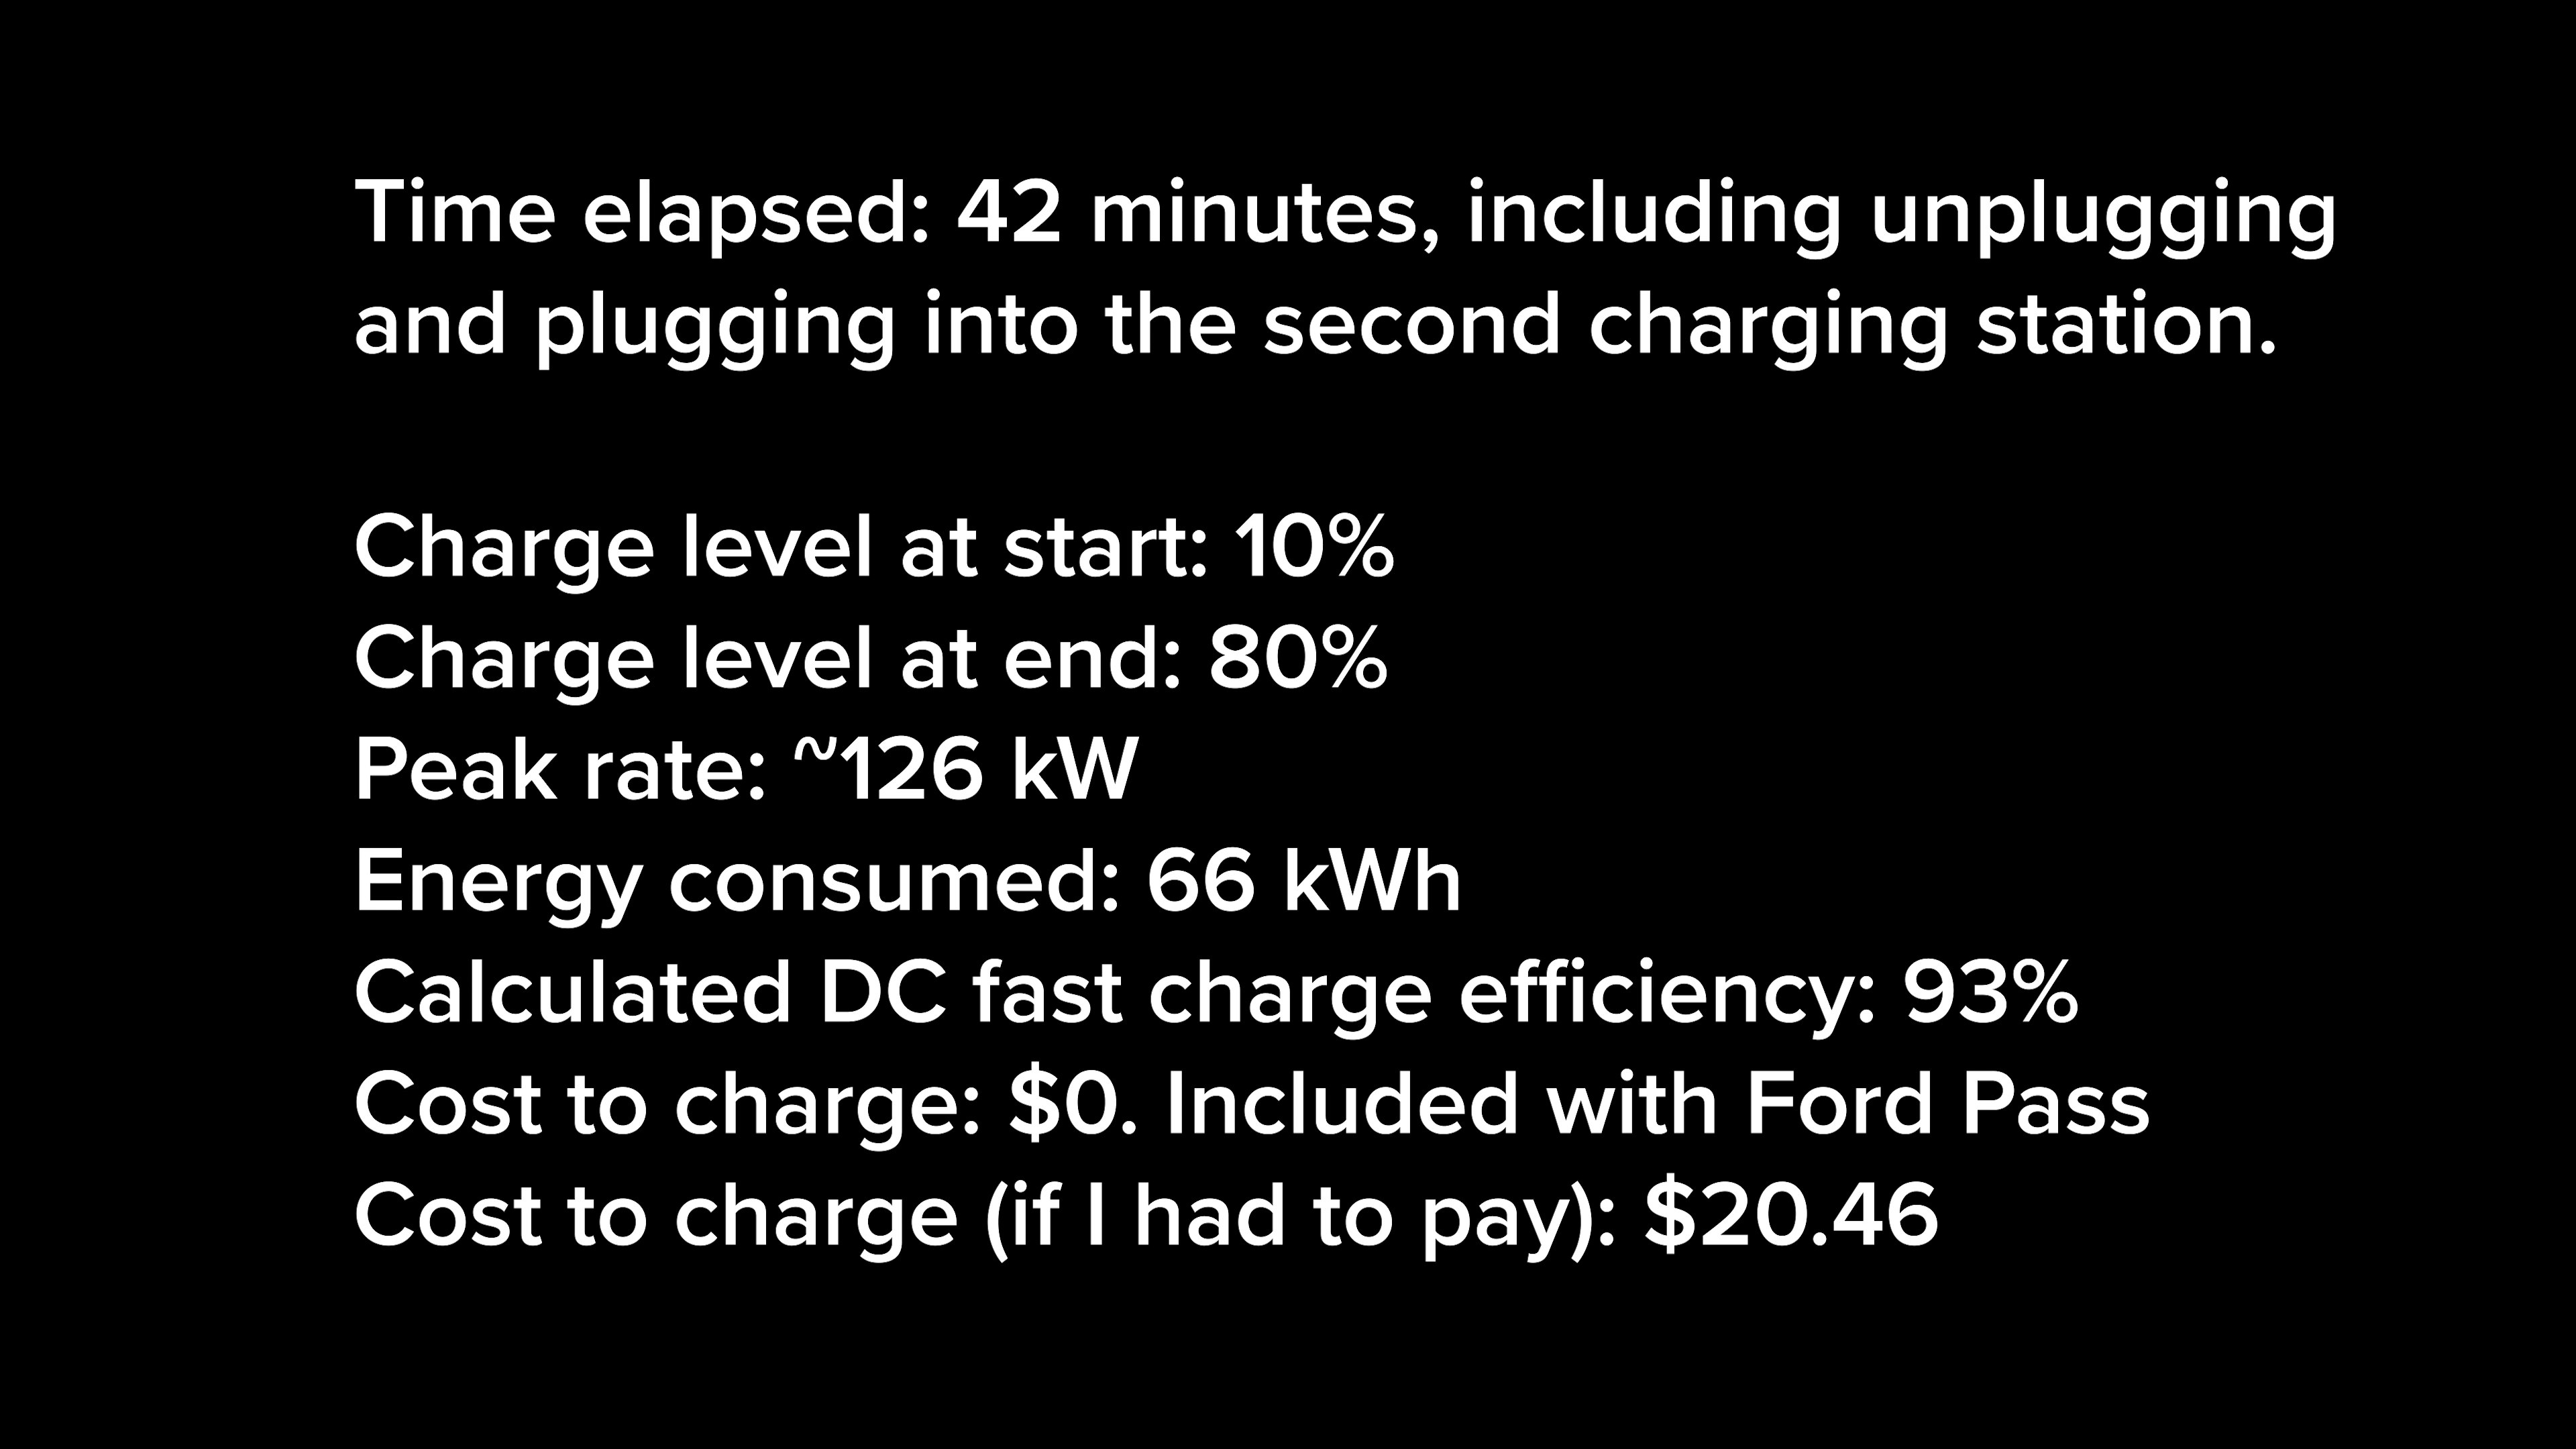 Time elapsed: 42 minutes, including unplugging
and plugging into the second charging station.
Charge level at start: 10%
Charge level at end: 80%
Peak rate: ~126 kW
Energy consumed: 66 kWh
Calculated DC fast charge efficiency: 93%
Cost to charge: $0. Included with Ford Pass
Cost to charge (if I had to pay): $20.46